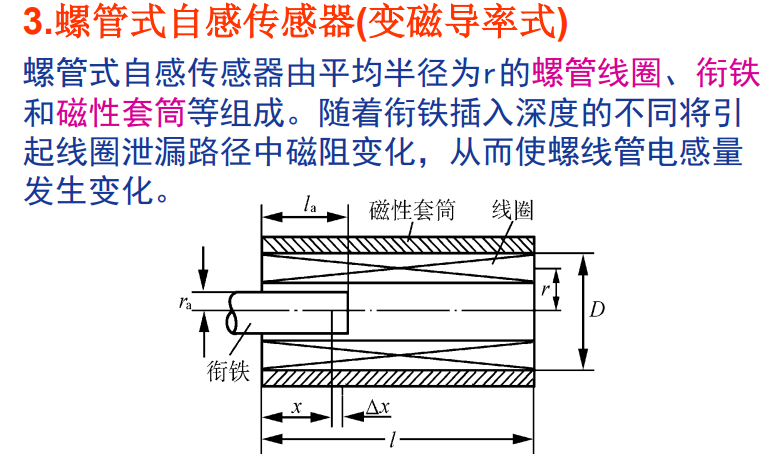 3.螺管式自感传感器(变磁导率式)
螺管式自感传感器由平均半径为r的螺管线圈、衔铁
和磁性套筒等组成。随着衔铁插入深度的不同将引
起线圈泄漏路径中磁阻变化，从而使螺线管电感量
发生变化。
la
磁性套筒
线圈
ra
r
D
衔铁
x
Δx
l